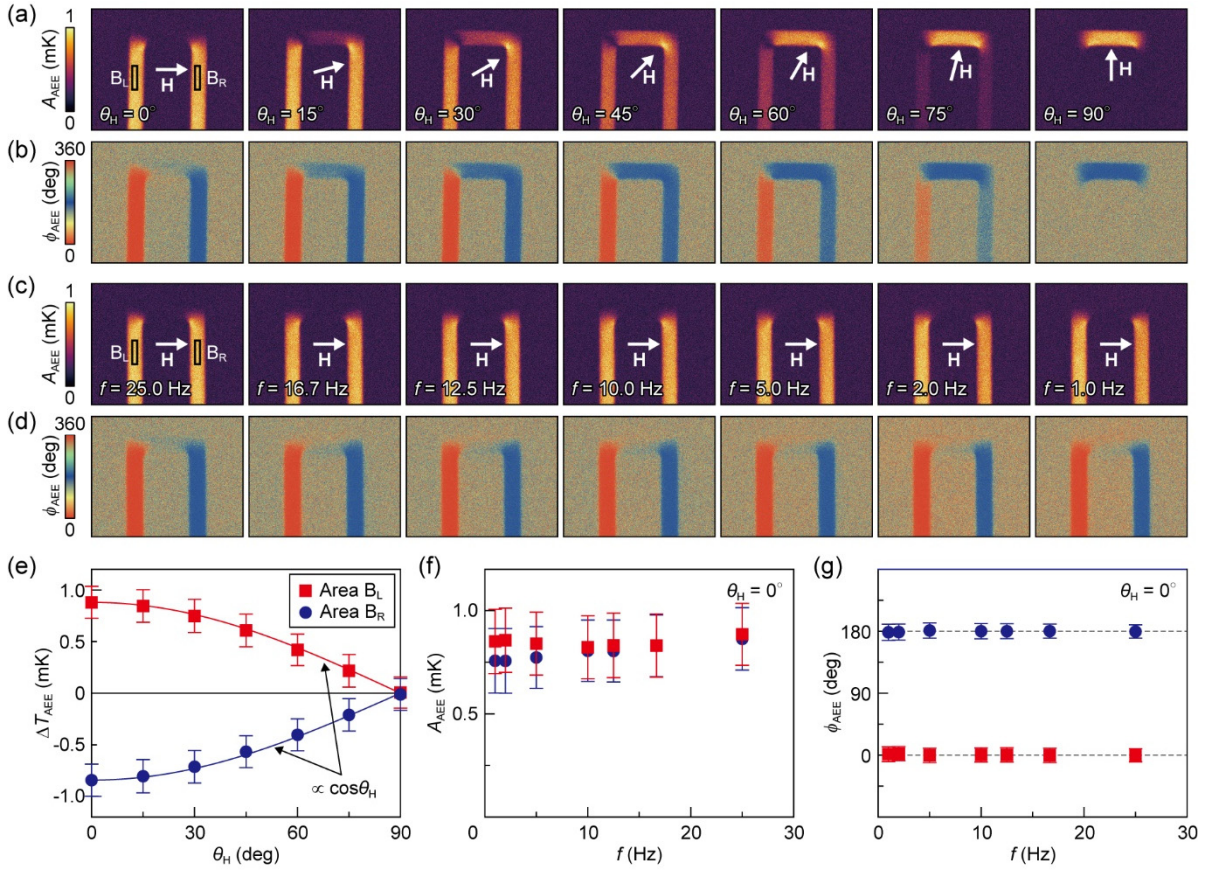 (a)
1
A_AEE (mK)
0
B_L
H
B_R
θ_H = 0°
H
θ_H = 15°
H
θ_H = 30°
H
θ_H = 45°
H
θ_H = 60°
H
θ_H = 75°
H
θ_H = 90°
(b)
360
ϕ_AEE (deg)
0
(c)
1
A_AEE (mK)
0
B_L
H
B_R
f = 25.0 Hz
H
f = 16.7 Hz
H
f = 12.5 Hz
H
f = 10.0 Hz
H
f = 5.0 Hz
H
f = 2.0 Hz
H
f = 1.0 Hz
(d)
360
ϕ_AEE (deg)
0
(e)
1.0
0.5
0
-0.5
-1.0
ΔT_AEE (mK)
Area B_L
Area B_R
∝ cosθ_H
0
30
60
90
θ_H (deg)
(f)
θ_H = 0°
1.0
0.5
A_AEE (mK)
0
10
20
30
f (Hz)
(g)
θ_H = 0°
180
90
0
ϕ_AEE (deg)
0
10
20
30
f (Hz)